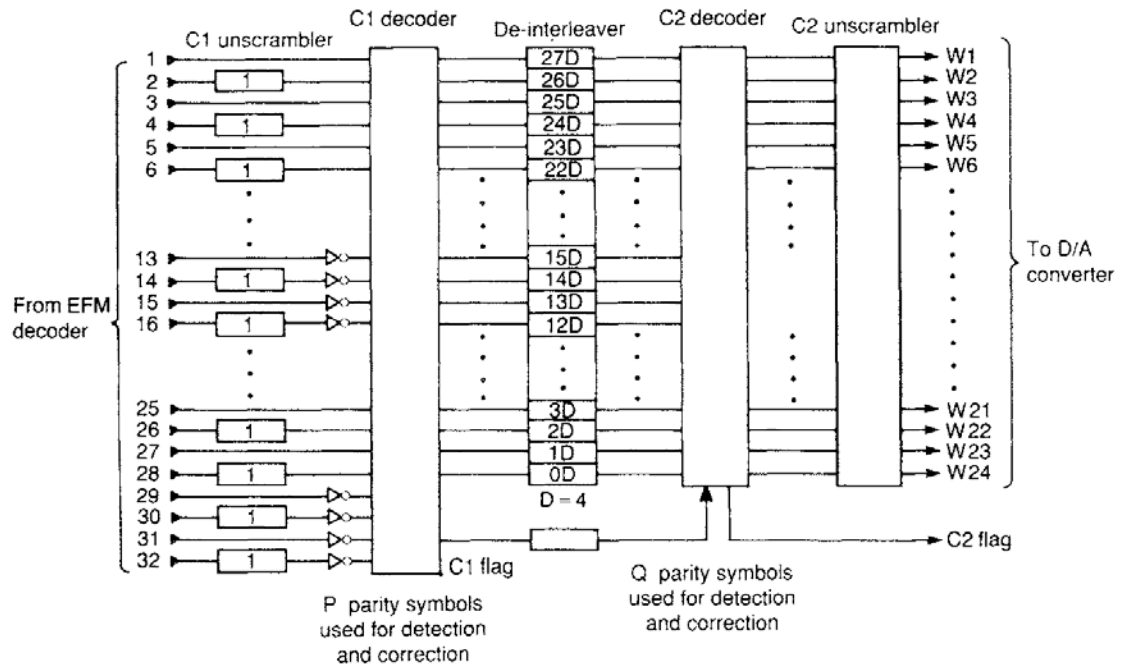 C1 decoder
C2 decoder
C1 unscrambler
De-interleaver
C2 unscrambler
1
27D
W1
2
1
26D
W2
3
25D
W3
4
1
24D
W4
5
23D
W5
6
1
22D
W6
13
15D
14
1
14D
15
13D
16
1
12D
From EFM
decoder
To D/A
converter
25
3D
W21
26
1
2D
W22
27
1D
W23
28
1
0D
W24
29
D = 4
30
1
31
32
1
C1 flag
C2 flag
P parity symbols
used for detection
and correction
Q parity symbols
used for detection
and correction